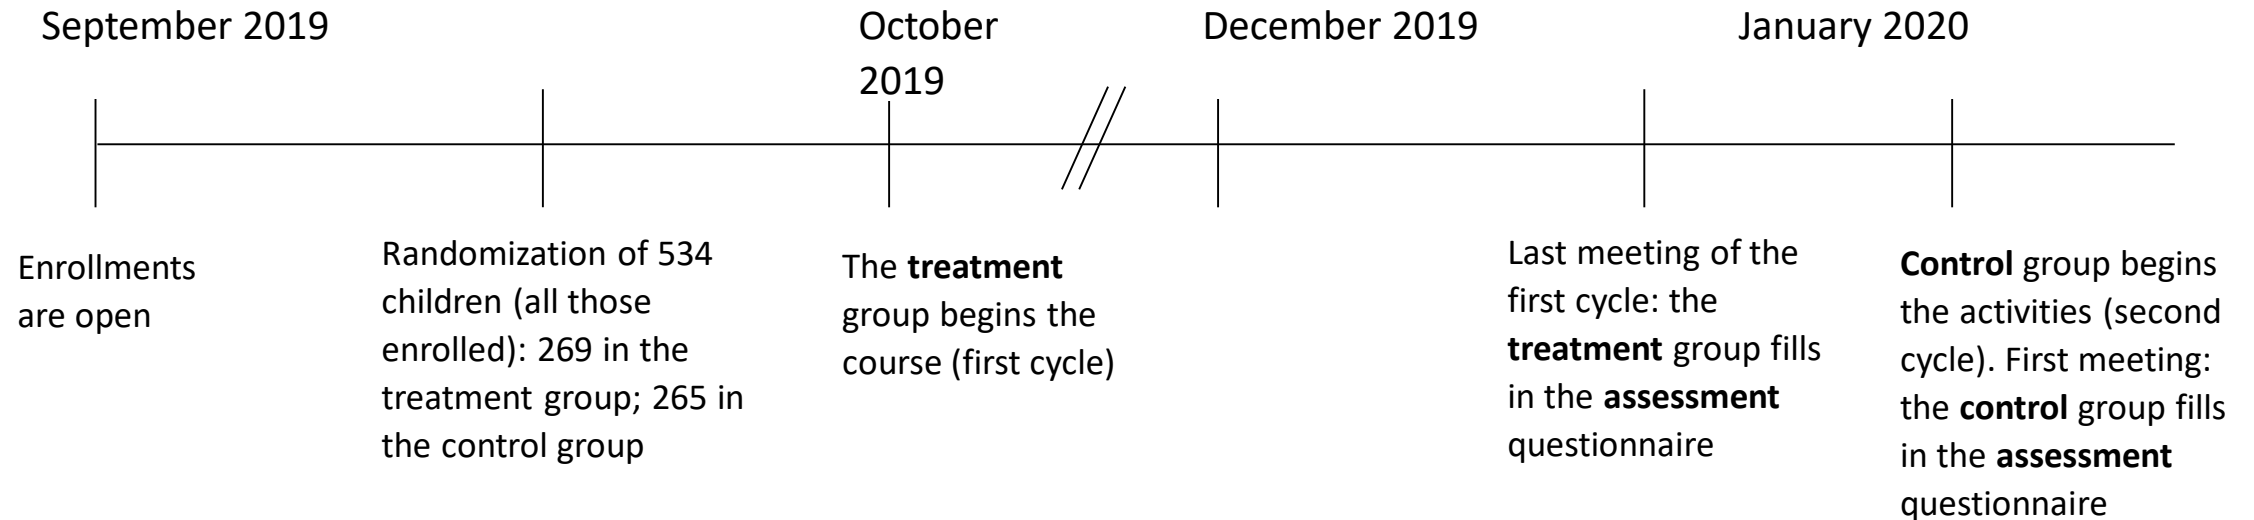 September 2019
October
2019
December 2019
January 2020
Enrollments
are open
Randomization of 534
children (all those
enrolled): 269 in the
treatment group; 265 in
the control group
The treatment
group begins the
course (first cycle)
Last meeting of the
first cycle: the
treatment group fills
in the assessment
questionnaire
Control group begins
the activities (second
cycle). First meeting:
the control group fills
in the assessment
questionnaire